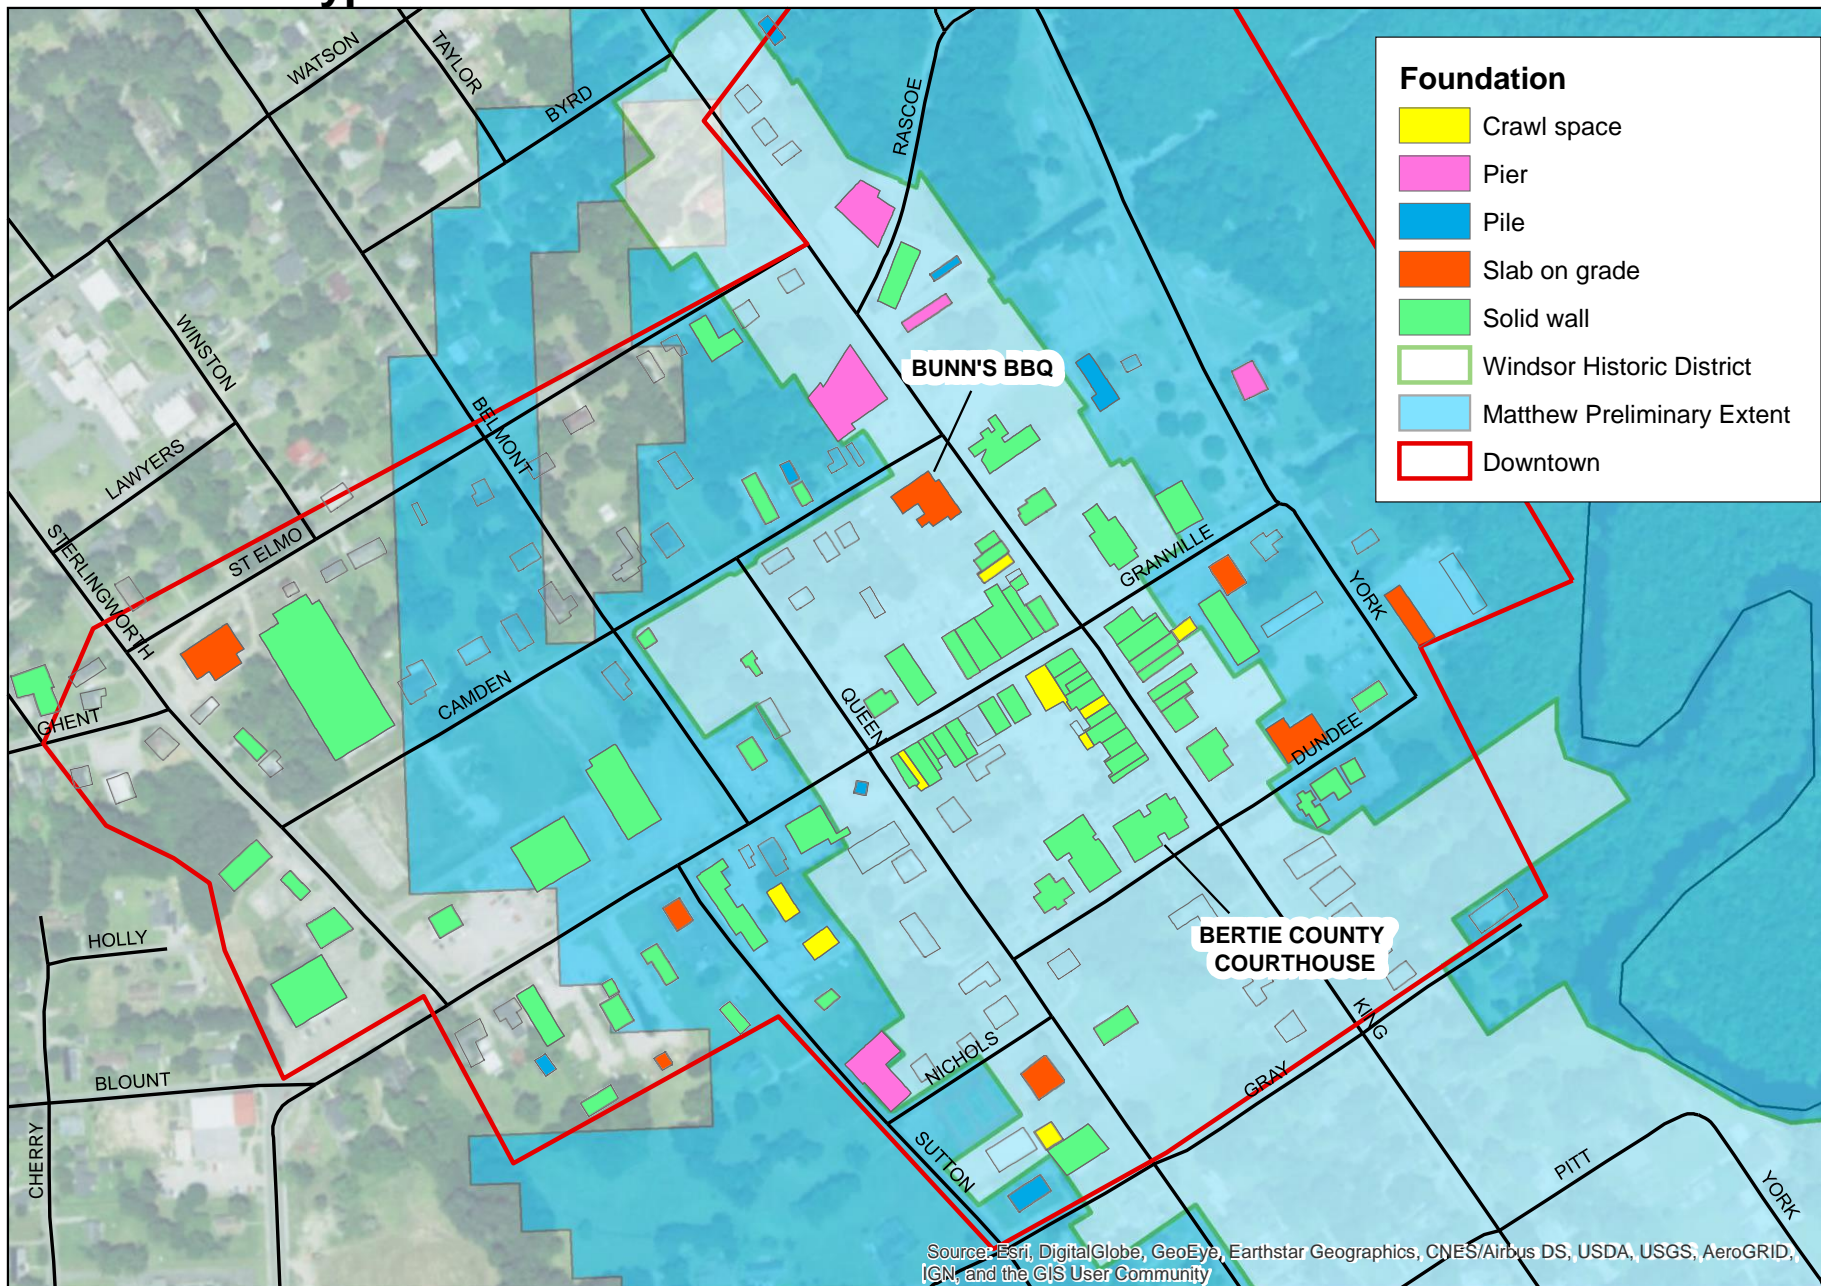 WATSON
TAYLOR
BYRD
RASCOE
Foundation
Crawl space
Pier
Pile
Slab on grade
Solid wall
Windsor Historic District
Matthew Preliminary Extent
Downtown
WINSTON
BUNN'S BBQ
BELMONT
LAWYERS
STERLINGWORTH
ST ELMO
GRANVILLE
YORK
CAMDEN
QUEEN
GHENT
DUNDEE
HOLLY
BERTIE COUNTY
COURTHOUSE
KING
NICHOLS
GRAY
BLOUNT
CHERRY
SUTTON
PITT
YORK
Source: Esri, DigitalGlobe, GeoEye, Earthstar Geographics, CNES/Airbus DS, USDA, USGS, AeroGRID,
IGN, and the GIS User Community